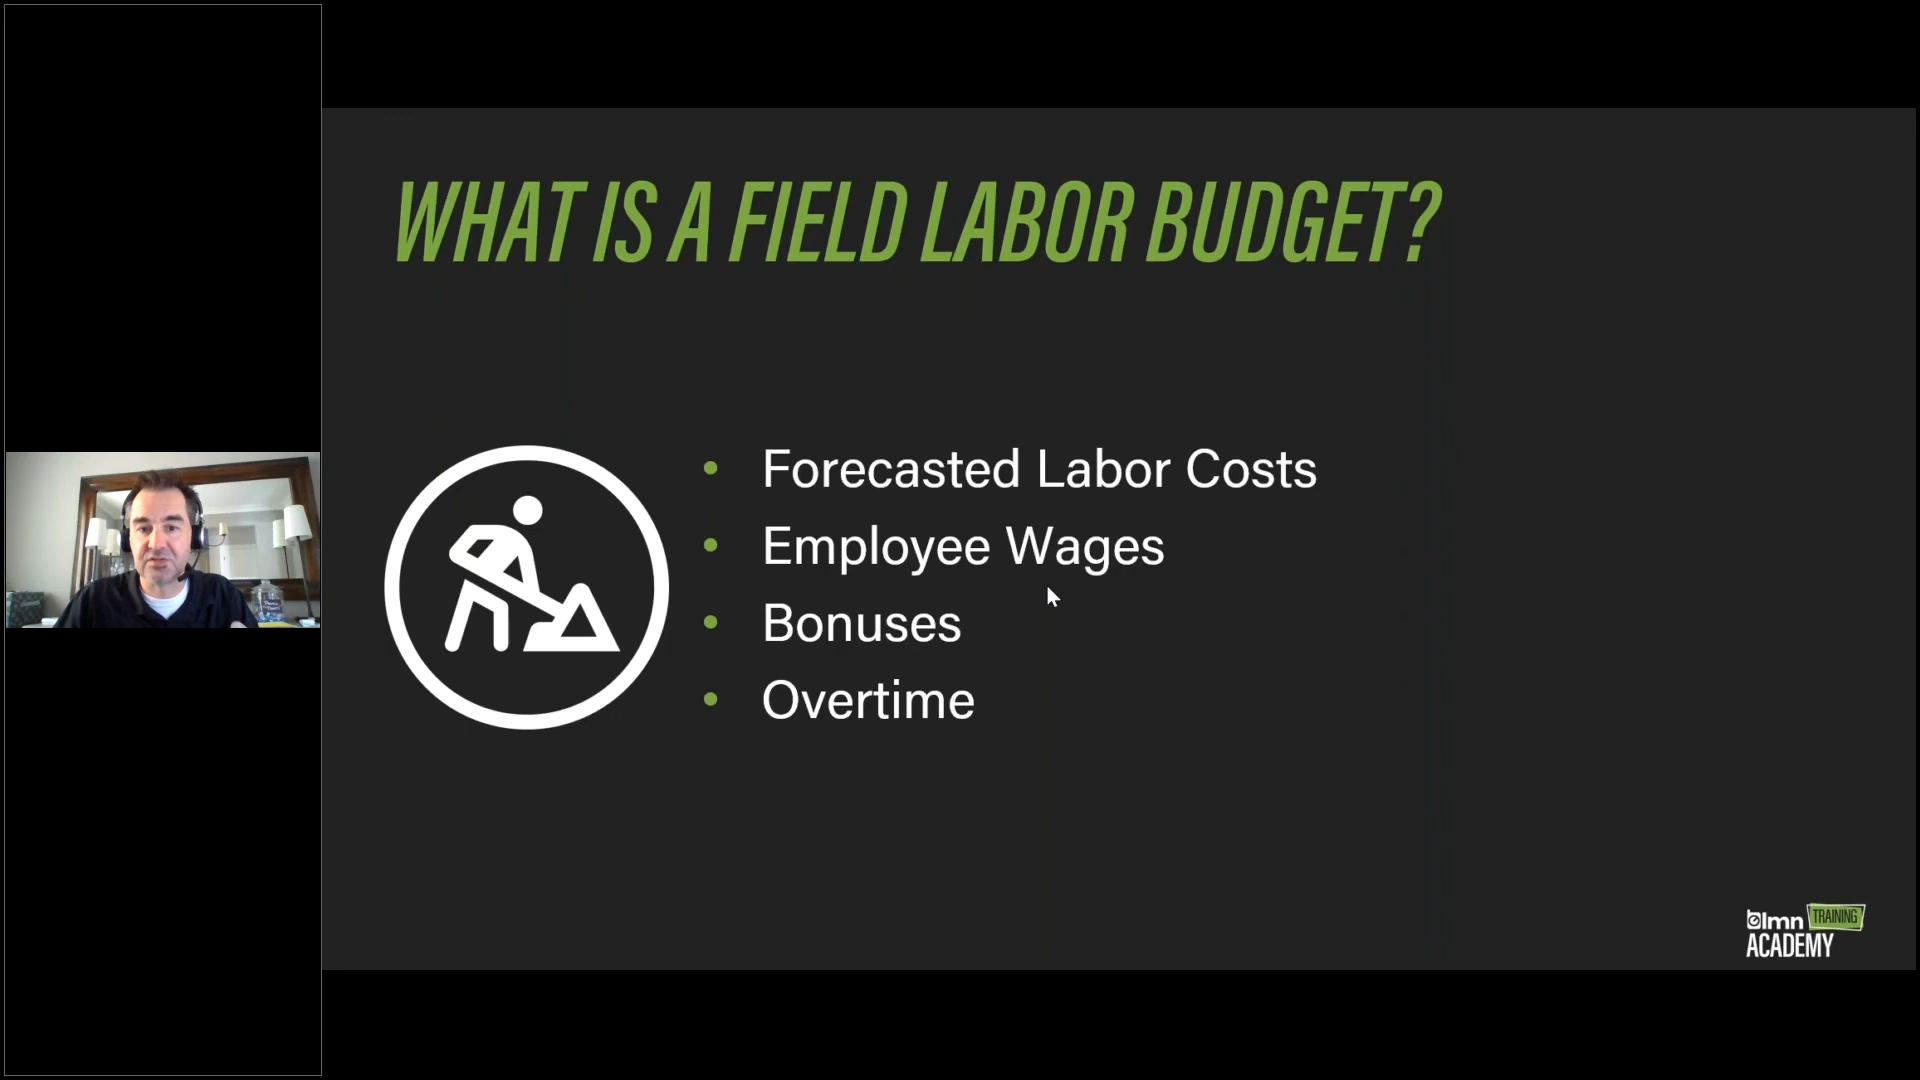 WHAT IS A FIELD LABOR BUDGET?
• Forecasted Labor Costs
• Employee Wages
• Bonuses
• Overtime
lmn TRAINING
ACADEMY